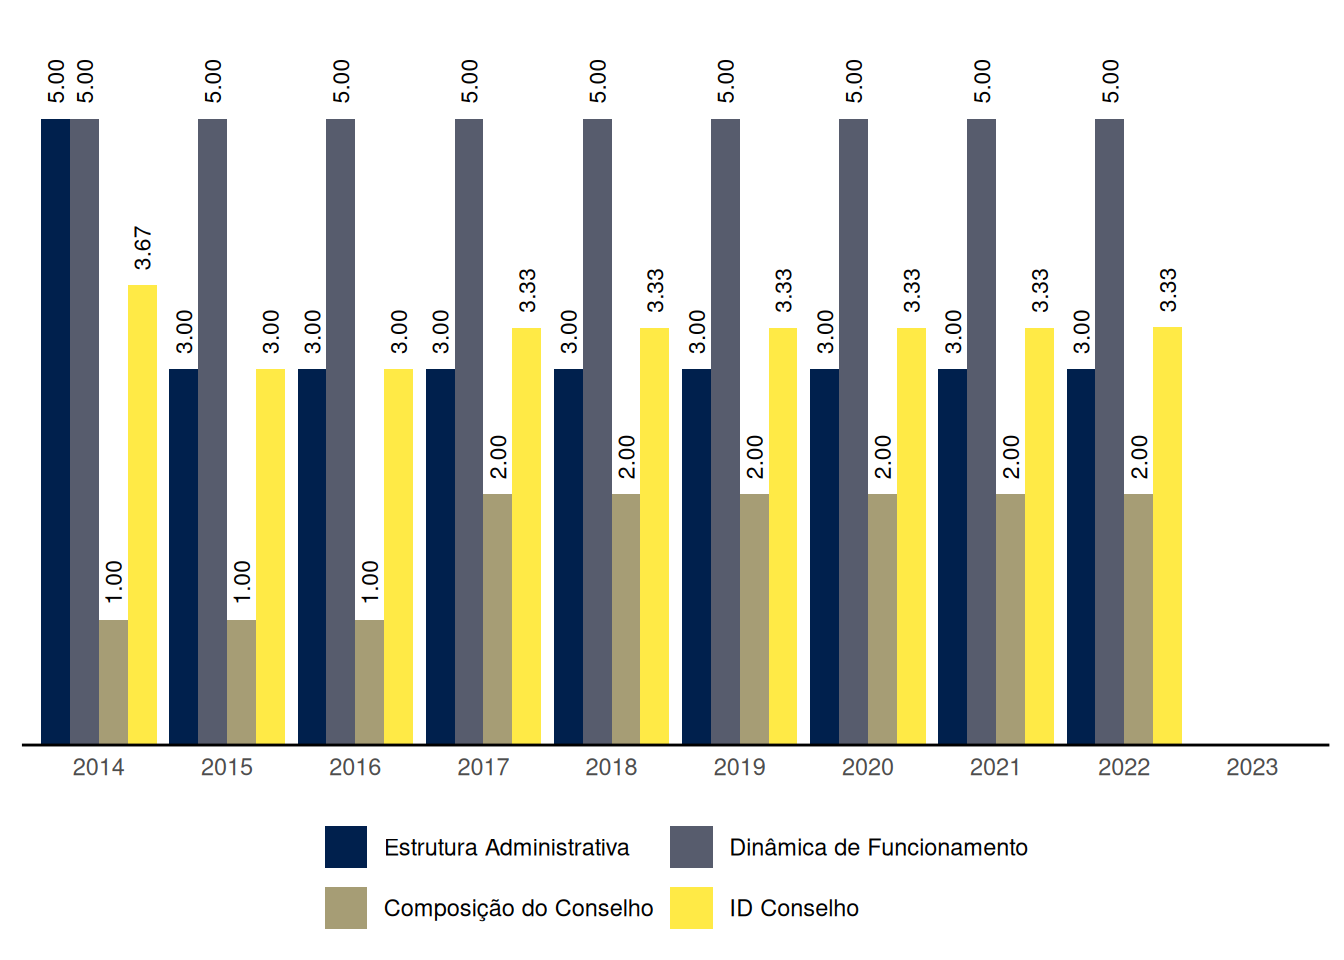 5.00 5.00 5.00 5.00 5.00 5.00 5.00 5.00 5.00 5.00
3.67
3.33 3.33 3.33 3.33 3.33 3.33
3.00 3.00 3.00 3.00 3.00 3.00 3.00 3.00 3.00 3.00
2.00 2.00 2.00 2.00 2.00 2.00
1.00 1.00 1.00
2014 2015 2016 2017 2018 2019 2020 2021 2022 2023
Estrutura Administrativa Dinâmica de Funcionamento
Composição do Conselho ID Conselho